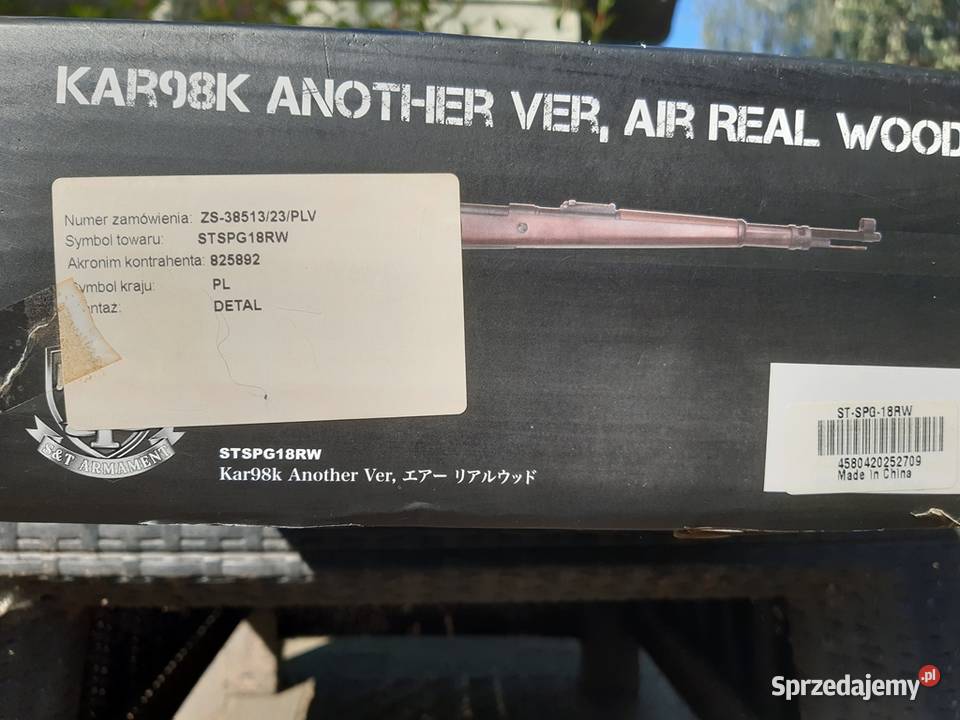 KAR98K ANOTHER VER, AIR REAL WOOD
Numer zamówienia: ZS-38513/23/PLV
Symbol towaru: STSPG18RW
Akronim kontrahenta: 825892
ymbol kraju: PL
ntaż: DETAL
S&T ARMAMENT
STSPG18RW
Kar98k Another Ver, エアー リアルウッド
ST-SPG-18RW
4580420252709
Made in China
Sprzedajemy.pl